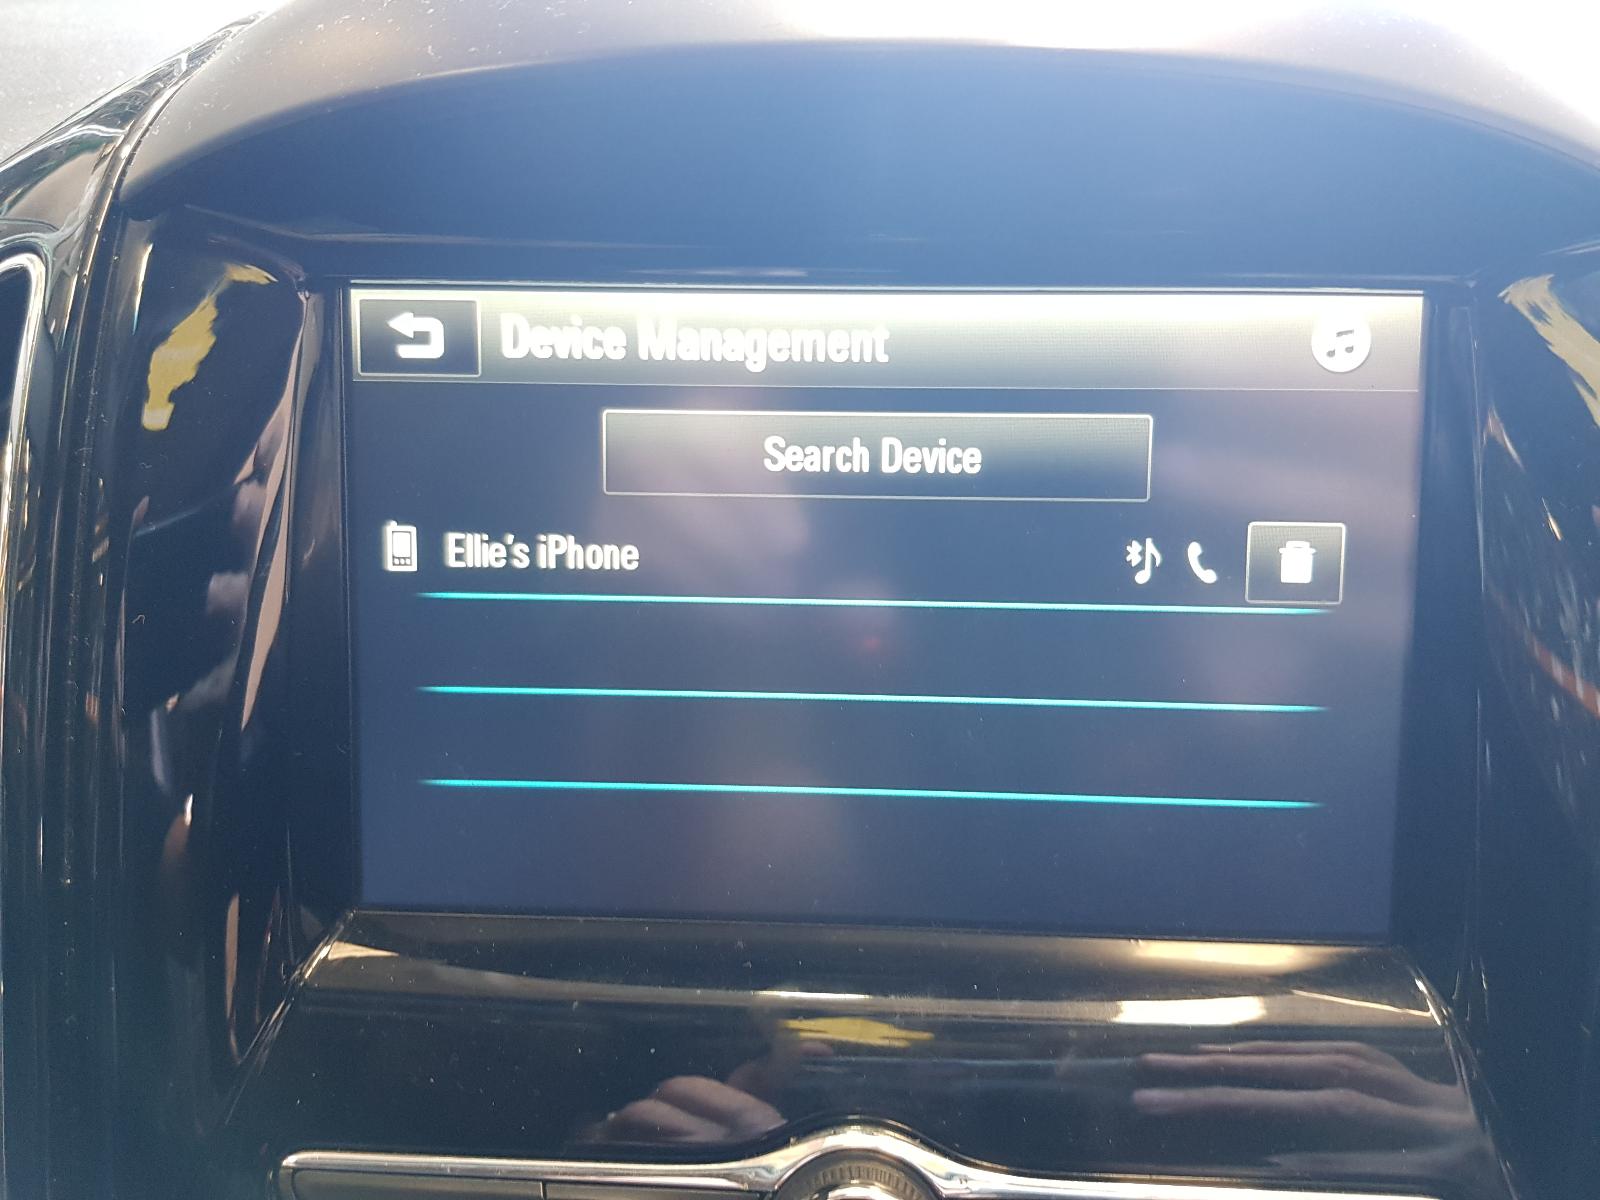 Device Management
Search Device
Ellie's iPhone